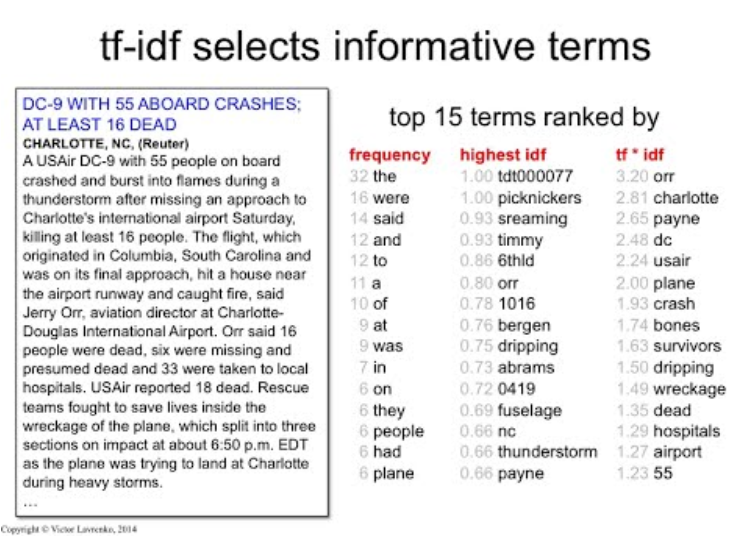 tf-idf selects informative terms
DC-9 WITH 55 ABOARD CRASHES;
AT LEAST 16 DEAD
CHARLOTTE, NC, (Reuter)
A USAir DC-9 with 55 people on board
crashed and burst into flames during a
thunderstorm after missing an approach to
Charlotte's international airport Saturday,
killing at least 16 people. The flight, which
originated in Columbia, South Carolina and
was on its final approach, hit a house near
the airport runway and caught fire, said
Jerry Orr, aviation director at Charlotte-
Douglas International Airport. Orr said 16
people were dead, six were missing and
presumed dead and 33 were taken to local
hospitals. USAir reported 18 dead. Rescue
teams fought to save lives inside the
wreckage of the plane, which split into three
sections on impact at about 6:50 p.m. EDT
as the plane was trying to land at Charlotte
during heavy storms.
...
top 15 terms ranked by
frequency highest idf tf * idf
32 the 1.00 tdt000077 3.20 orr
16 were 1.00 picknickers 2.81 charlotte
14 said 0.93 sreaming 2.65 payne
12 and 0.93 timmy 2.48 dc
12 to 0.86 6thld 2.24 usair
11 a 0.80 orr 2.00 plane
10 of 0.78 1016 1.93 crash
9 at 0.76 bergen 1.74 bones
9 was 0.75 dripping 1.63 survivors
7 in 0.73 abrams 1.50 dripping
6 on 0.72 0419 1.49 wreckage
6 they 0.69 fuselage 1.35 dead
6 people 0.66 nc 1.29 hospitals
6 had 0.66 thunderstorm 1.27 airport
6 plane 0.66 payne 1.23 55
Copyright © Victor Lavrenko, 2014